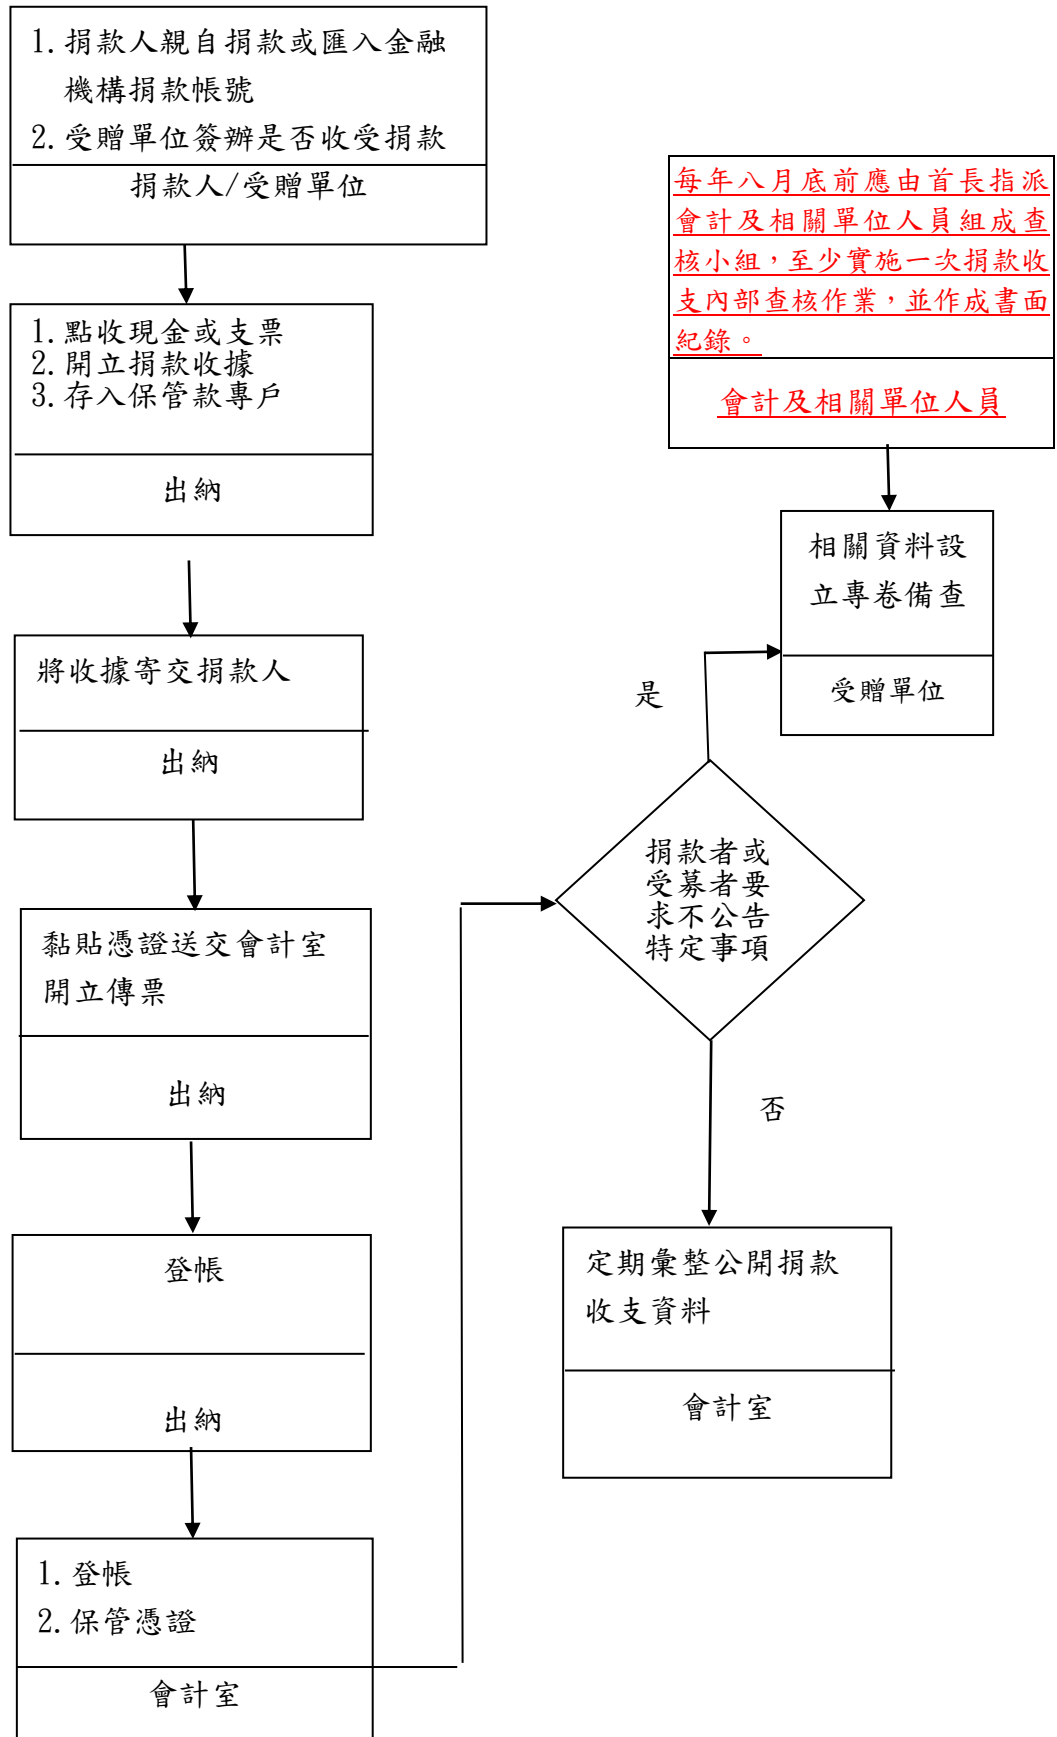 1. 捐款人親自捐款或匯入金融
機構捐款帳號
2. 受贈單位簽辦是否收受捐款
捐款人/受贈單位
1. 點收現金或支票
2. 開立捐款收據
3. 存入保管款專戶
出納
將收據寄交捐款人
出納
黏貼憑證送交會計室
開立傳票
出納
登帳
出納
1. 登帳
2. 保管憑證
會計室
每年八月底前應由首長指派
會計及相關單位人員組成查
核小組，至少實施一次捐款收
支內部查核作業，並作成書面
紀錄。
會計及相關單位人員
相關資料設
立專卷備查
受贈單位
是
捐款者或
受募者要
求不公告
特定事項
否
定期彙整公開捐款
收支資料
會計室